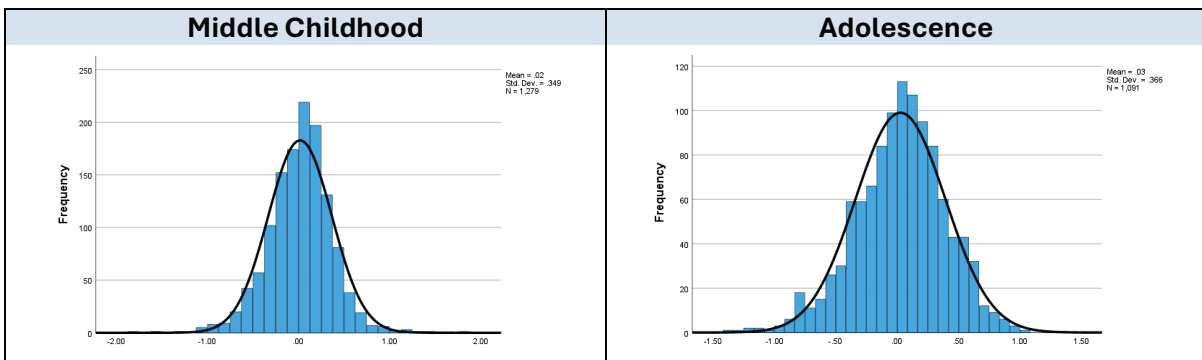 Middle Childhood
Adolescence
250
200
150
100
50
0
Frequency
-2.00
-1.00
.00
1.00
2.00
Mean = .02
Std. Dev. = .349
N = 1,279
120
100
80
60
40
20
0
Frequency
-1.50
-1.00
-.50
.00
.50
1.00
1.50
Mean = .03
Std. Dev. = .366
N = 1,091